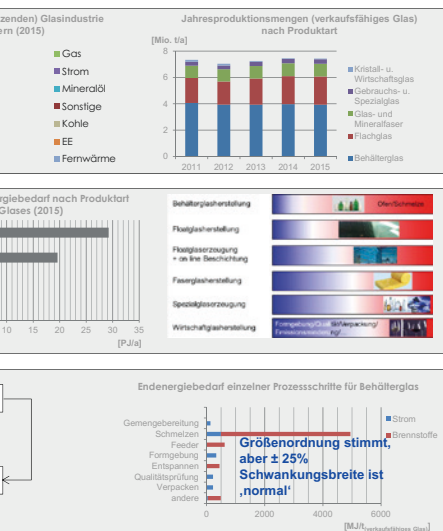 zenden) Glasindustrie
ern (2015)
Gas
Strom
Mineralöl
Sonstige
Kohle
EE
Fernwärme
Jahresproduktionsmengen (verkaufsfähiges Glas)
nach Produktart
[Mio. t/a]
8
6
4
2
0
2011 2012 2013 2014 2015
Kristall- u.
Wirtschaftsglas
Gebrauchs- u.
Spezialglas
Glas- und
Mineralfaser
Flachglas
Behälterglas
ergiebedarf nach Produktart
Glases (2015)
10 15 20 25 30 35
[PJ/a]
Behälterglasherstellung
Ofen/Schmelze
Floatglasherstellung
Floatglaserzeugung
+ on line Beschichtung
Faserglasherstellung
Spezialglaserzeugung
Wirtschaftglasherstellung
Endenergiebedarf einzelner Prozessschritte für Behälterglas
Gemengebereitung
Schmelzen
Feeder
Formgebung
Entspannen
Qualitätsprüfung
Verpacken
andere
Strom
Brennstoffe
Größenordnung stimmt,
aber ± 25%
Schwankungsbreite ist
‚normal‘
0 2000 4000 6000
[MJ/t (verkaufsfähiges Glas)]